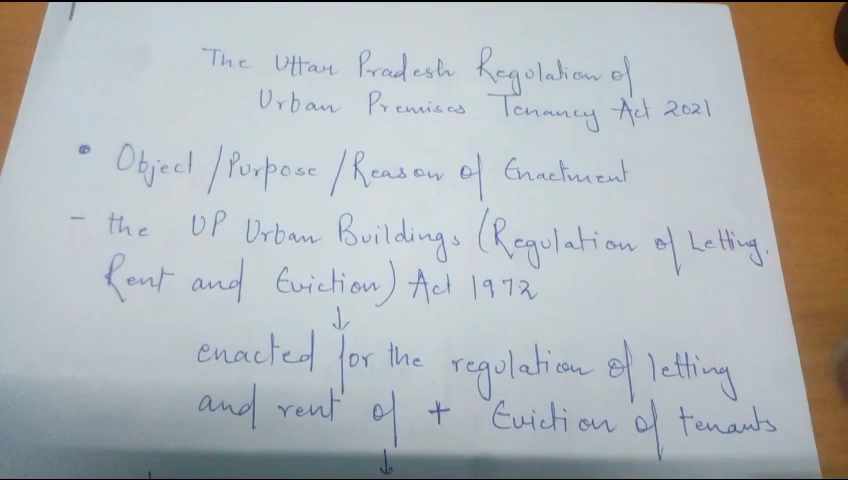 The Uttar Pradesh Regulation of
Urban Premises Tenancy Act 2021
• Object/Purpose/Reason of Enactment
- the UP Urban Buildings (Regulation of Letting.
Rent and Eviction) Act 1972
↓
enacted for the regulation of letting
and rent of + Eviction of tenants
↓